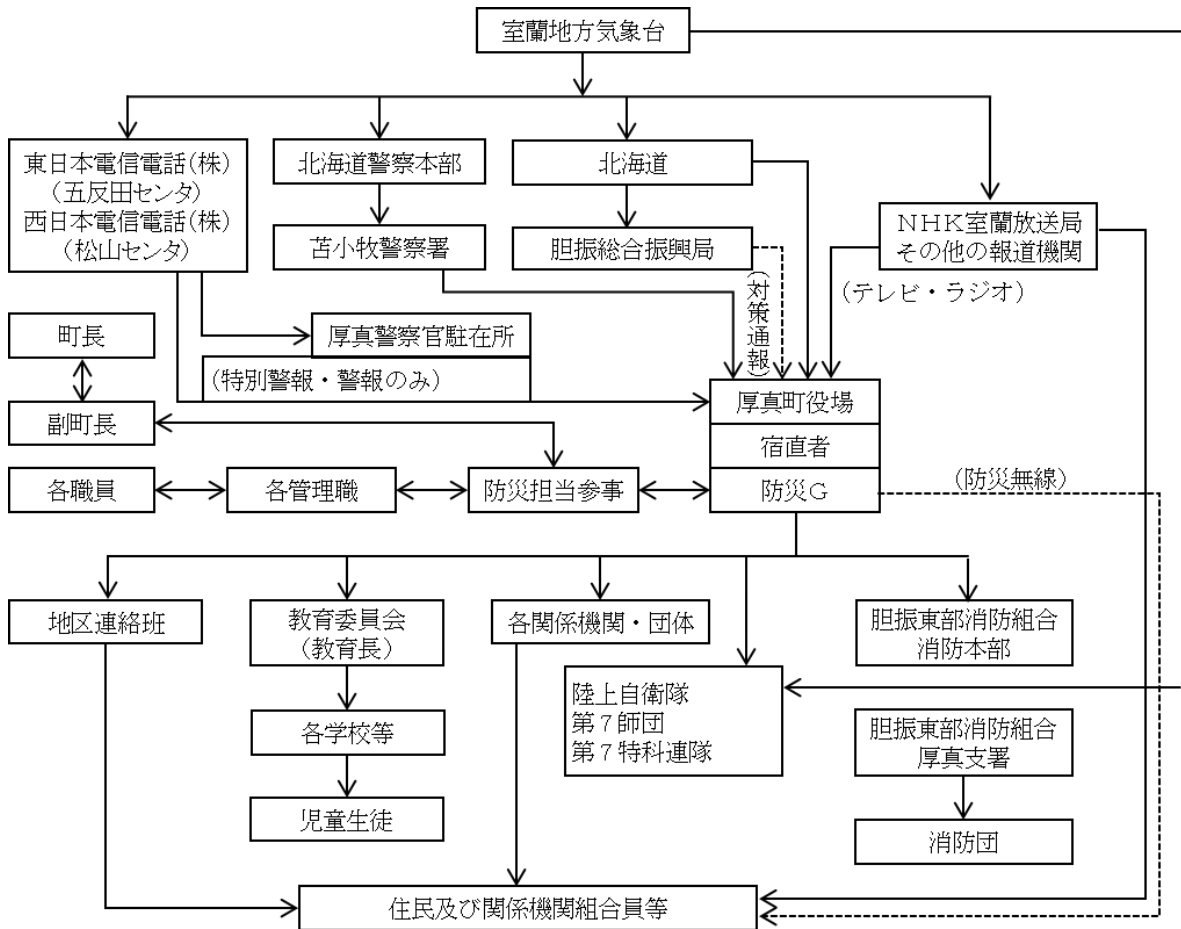 室蘭地方気象台
東日本電信電話(株)
(五反田センタ)
西日本電信電話(株)
(松山センタ)
北海道警察本部
北海道
NHK室蘭放送局
その他の報道機関
苫小牧警察署
胆振総合振興局
(対策通報)
(テレビ・ラジオ)
町長
厚真警察官駐在所
(特別警報・警報のみ)
副町長
厚真町役場
宿直者
防災G
各職員
各管理職
防災担当参事
(防災無線)
地区連絡班
教育委員会
(教育長)
各関係機関・団体
胆振東部消防組合
消防本部
陸上自衛隊
第7師団
第7特科連隊
各学校等
胆振東部消防組合
厚真支署
児童生徒
消防団
住民及び関係機関組合員等